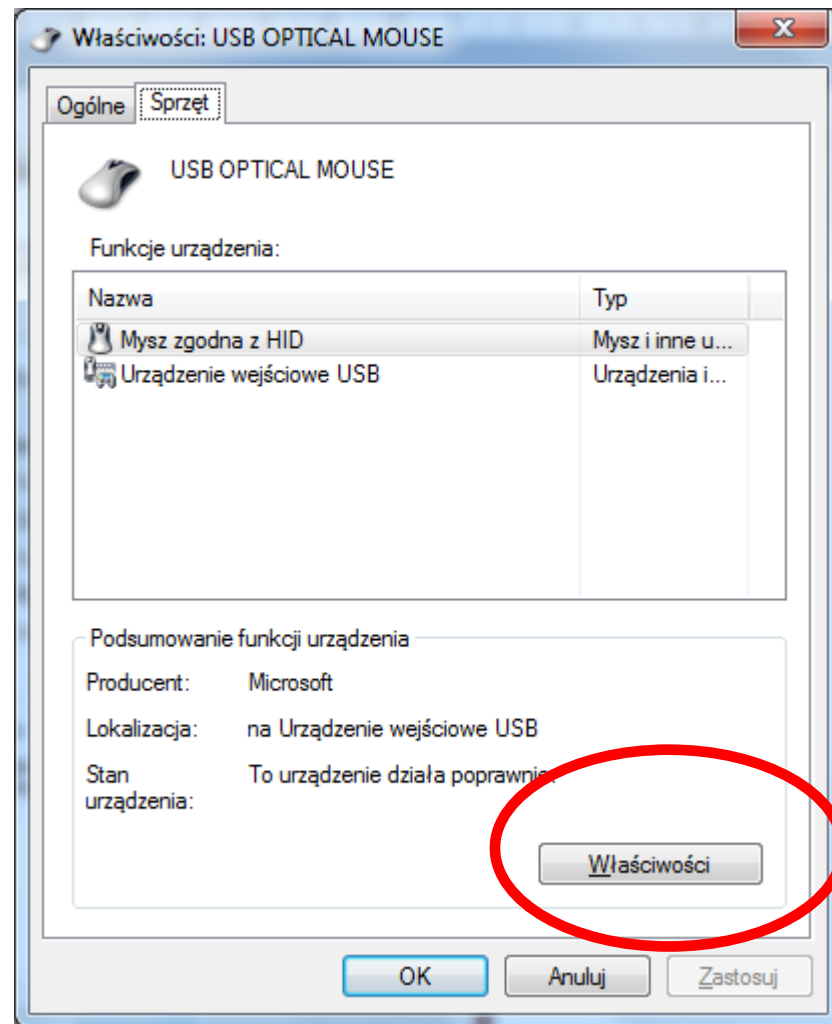 Właściwości: USB OPTICAL MOUSE
Ogólne Sprzęt
USB OPTICAL MOUSE
Funkcje urządzenia:
Nazwa Typ
Mysz zgodna z HID Mysz i inne u...
Urządzenie wejściowe USB Urządzenia i...
Podsumowanie funkcji urządzenia
Producent: Microsoft
Lokalizacja: na Urządzenie wejściowe USB
Stan urządzenia: To urządzenie działa poprawnie.
Właściwości
OK Anuluj Zastosuj